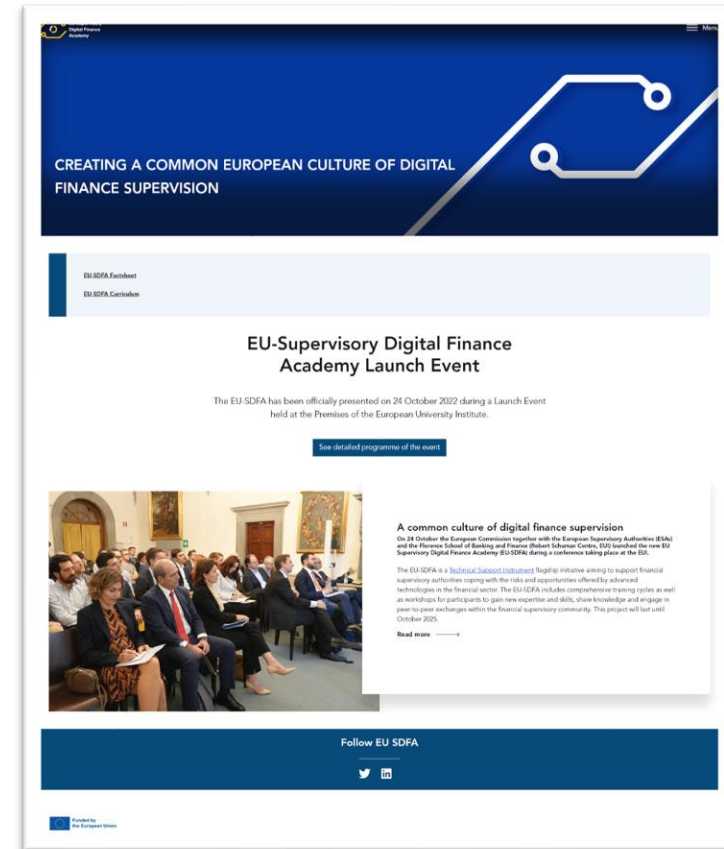 EU-Supervisory
Digital Finance
Academy
Menu
CREATING A COMMON EUROPEAN CULTURE OF DIGITAL
FINANCE SUPERVISION
EU-SDFA Factsheet
EU-SDFA Curriculum
EU-Supervisory Digital Finance
Academy Launch Event
The EU-SDFA has been officially presented on 24 October 2022 during a Launch Event
held at the Premises of the European University Institute.
See detailed programme of the event
A common culture of digital finance supervision
On 24 October the European Commission together with the European Supervisory Authorities (ESAs)
and the Florence School of Banking and Finance (Robert Schuman Centre, EUI) launched the new EU
Supervisory Digital Finance Academy (EU-SDFA) during a conference taking place at the EUI.
The EU-SDFA is a Technical Support Instrument flagship initiative aiming to support financial
supervisory authorities coping with the risks and opportunities offered by advanced
technologies in the financial sector. The EU-SDFA includes comprehensive training cycles as well
as workshops for participants to gain new expertise and skills, share knowledge and engage in
peer-to-peer exchanges within the financial supervisory community. This project will last until
October 2025.
Read more
Follow EU SDFA
Funded by
the European Union